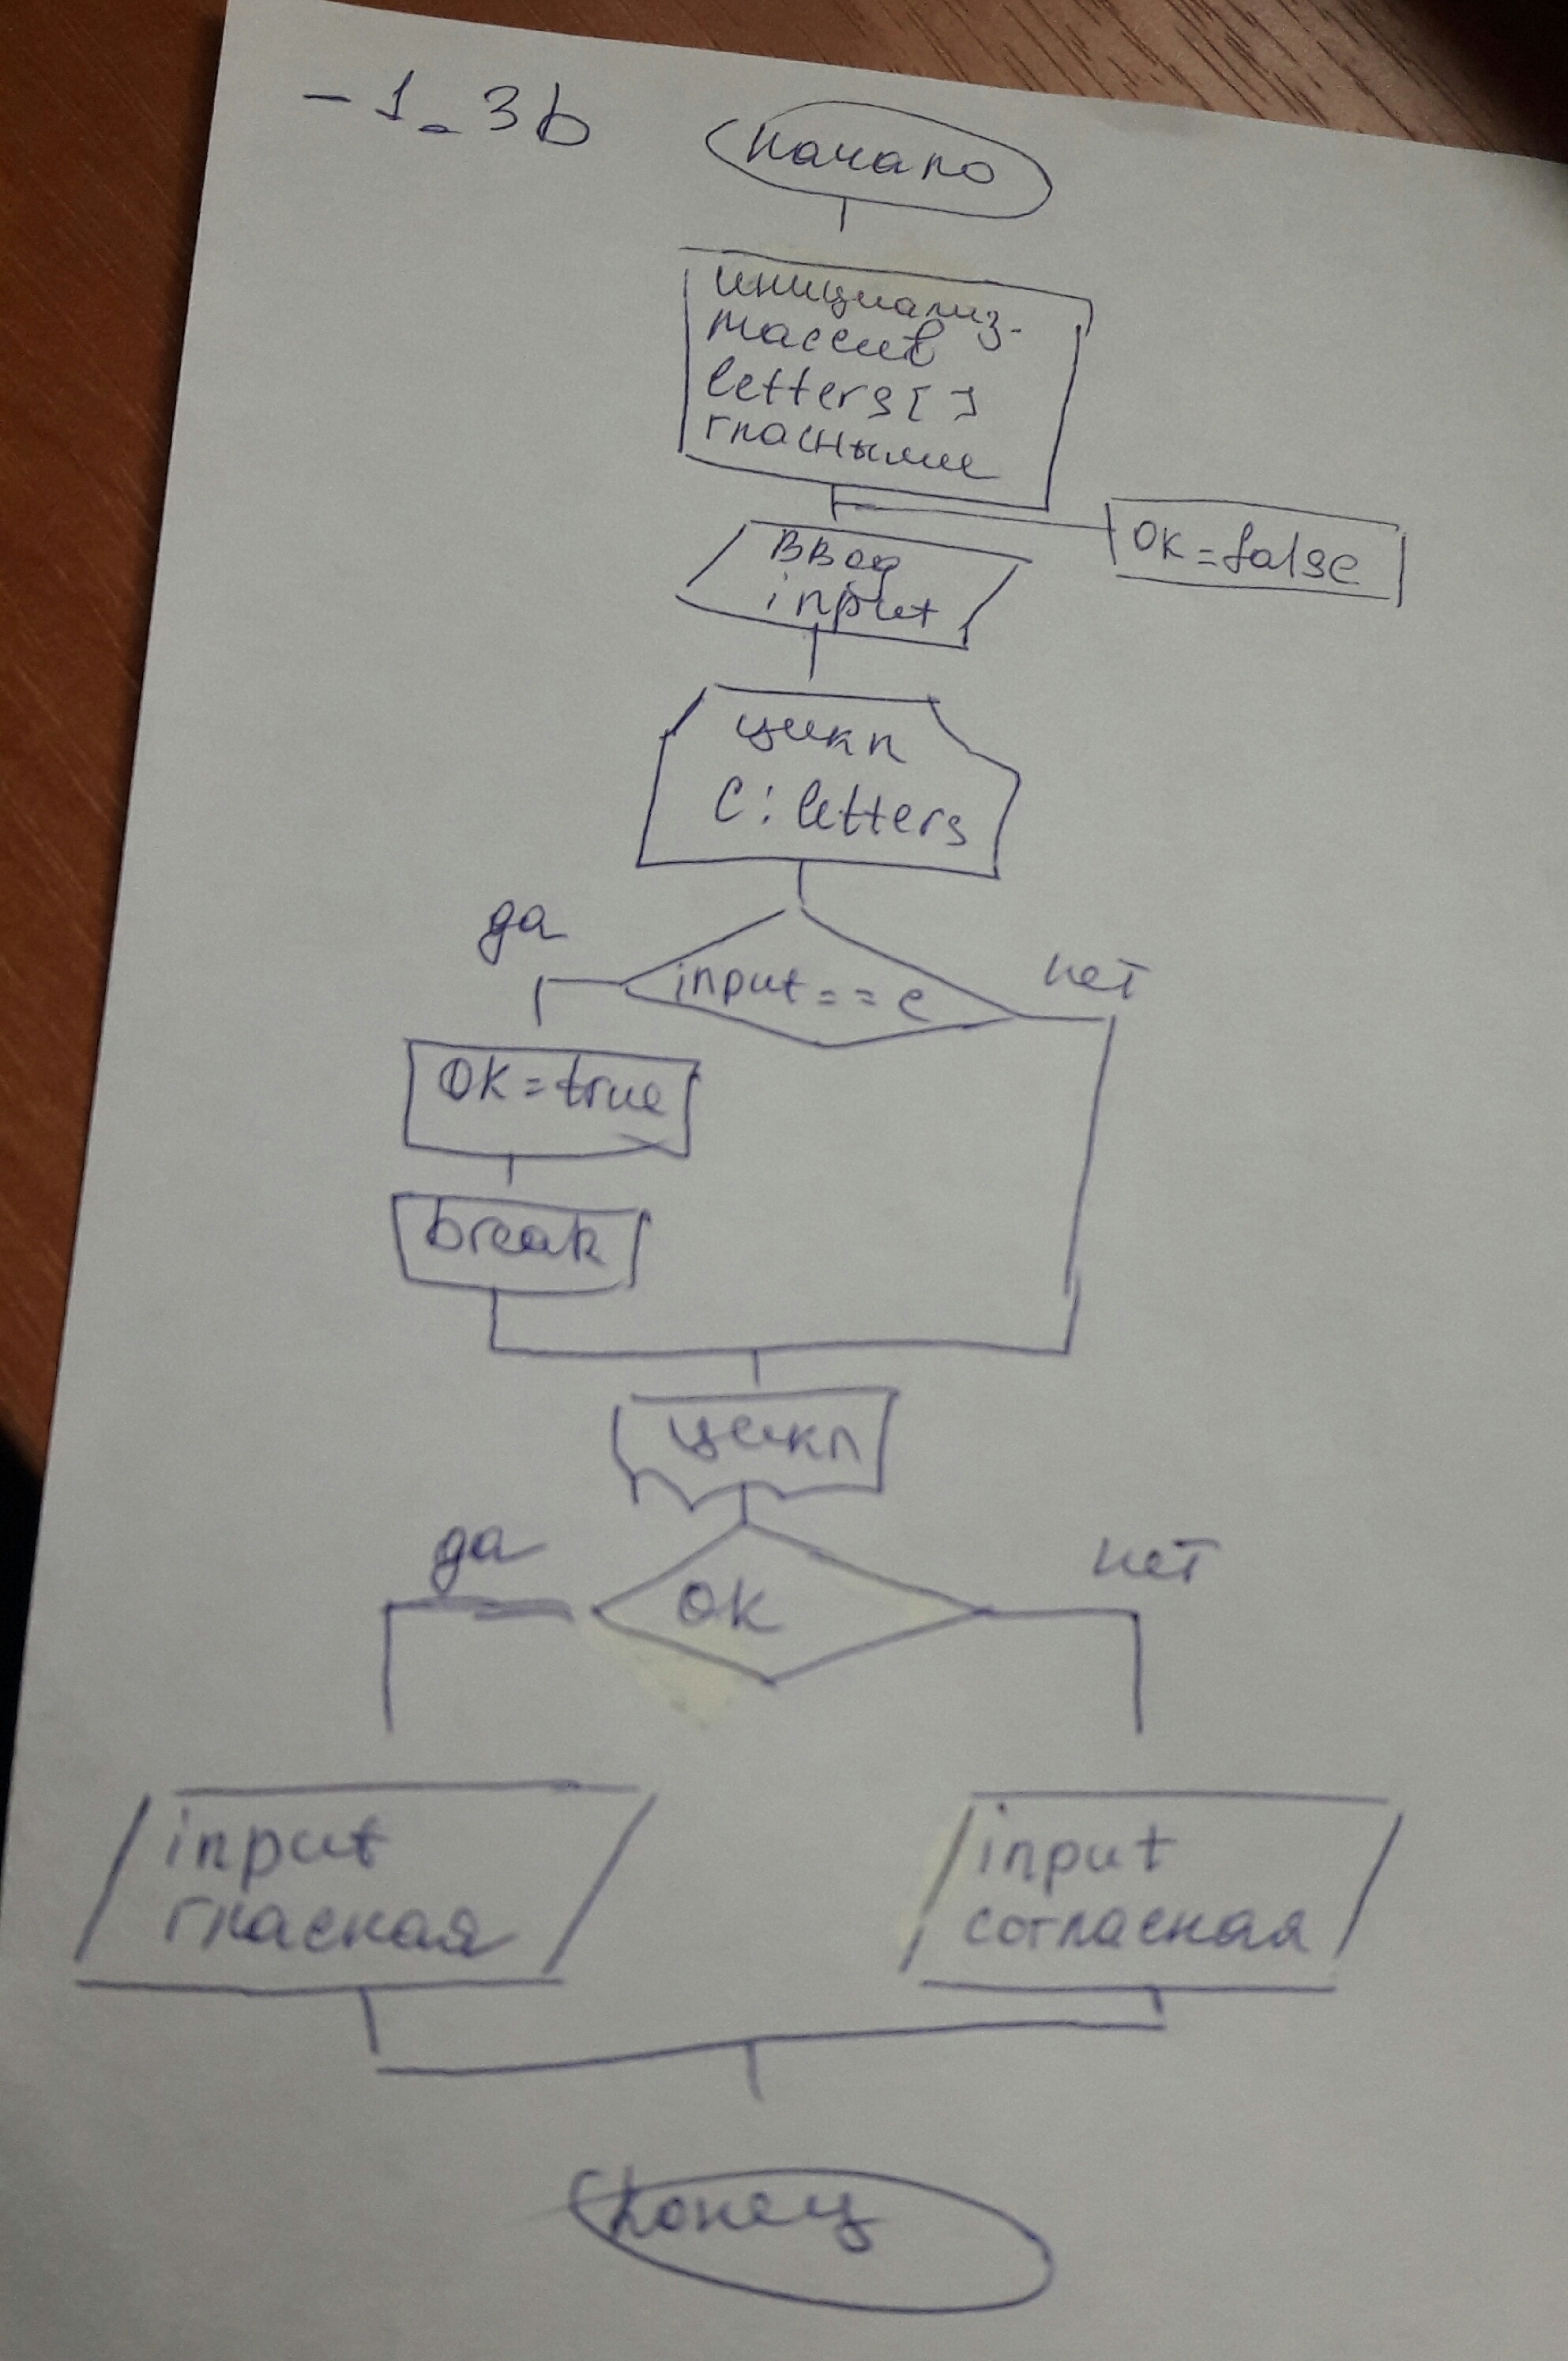 -1_3b
начало
инициализ-
массив
letters[]
гласными
OK=false
ввод
input
цикл
c:letters
да
нет
input==c
OK=true
break
цикл
да
нет
OK
input
гласная
input
согласная
конец